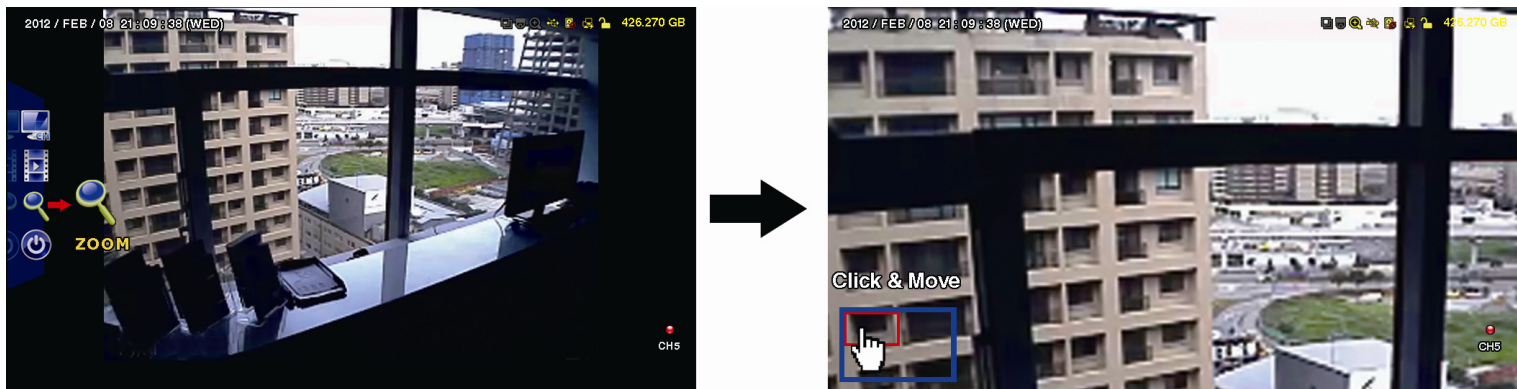 2012 / FEB / 08 21 : 09 : 38 (WED)
426.270 GB
ZOOM
CH5
2012 / FEB / 08 21 : 09 : 38 (WED)
426.270 GB
Click & Move
CH5